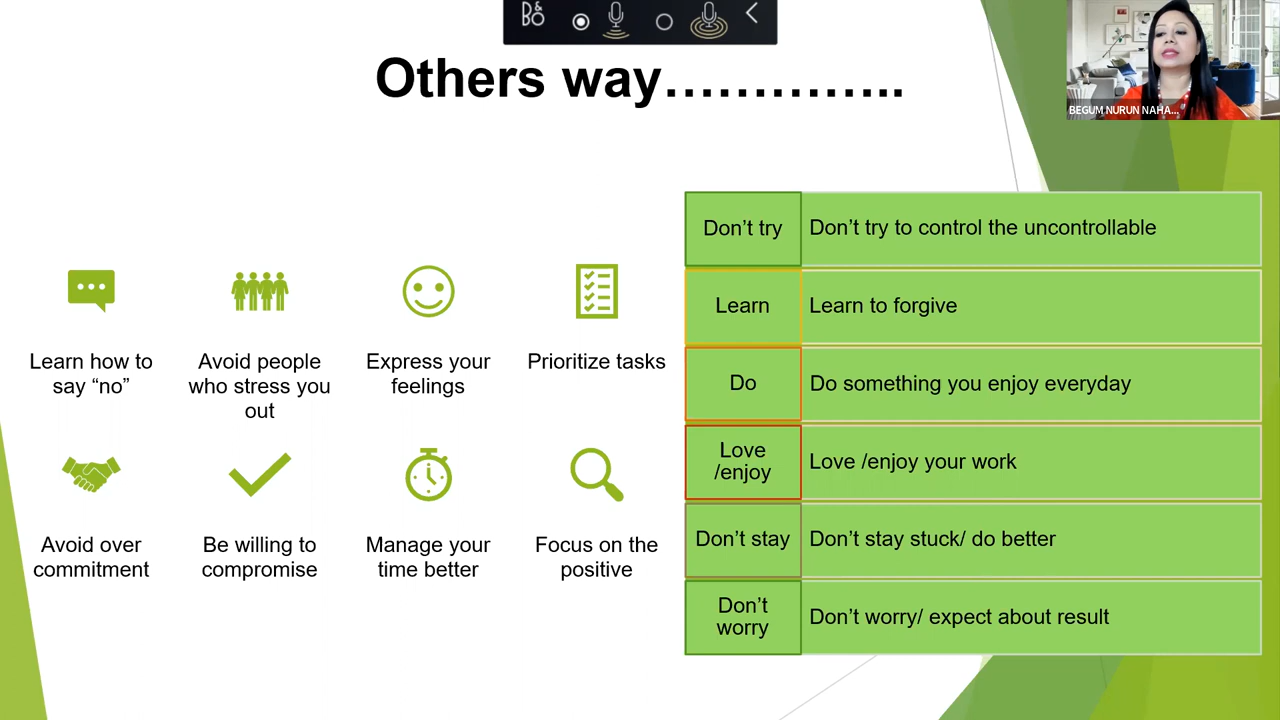 B&O
Others way…………..
BEGUM NURUN NAHA...
Learn how to
say “no”
Avoid people
who stress you
out
Express your
feelings
Prioritize tasks
Avoid over
commitment
Be willing to
compromise
Manage your
time better
Focus on the
positive
Don’t try
Don’t try to control the uncontrollable
Learn
Learn to forgive
Do
Do something you enjoy everyday
Love
/enjoy
Love /enjoy your work
Don’t stay
Don’t stay stuck/ do better
Don’t
worry
Don’t worry/ expect about result